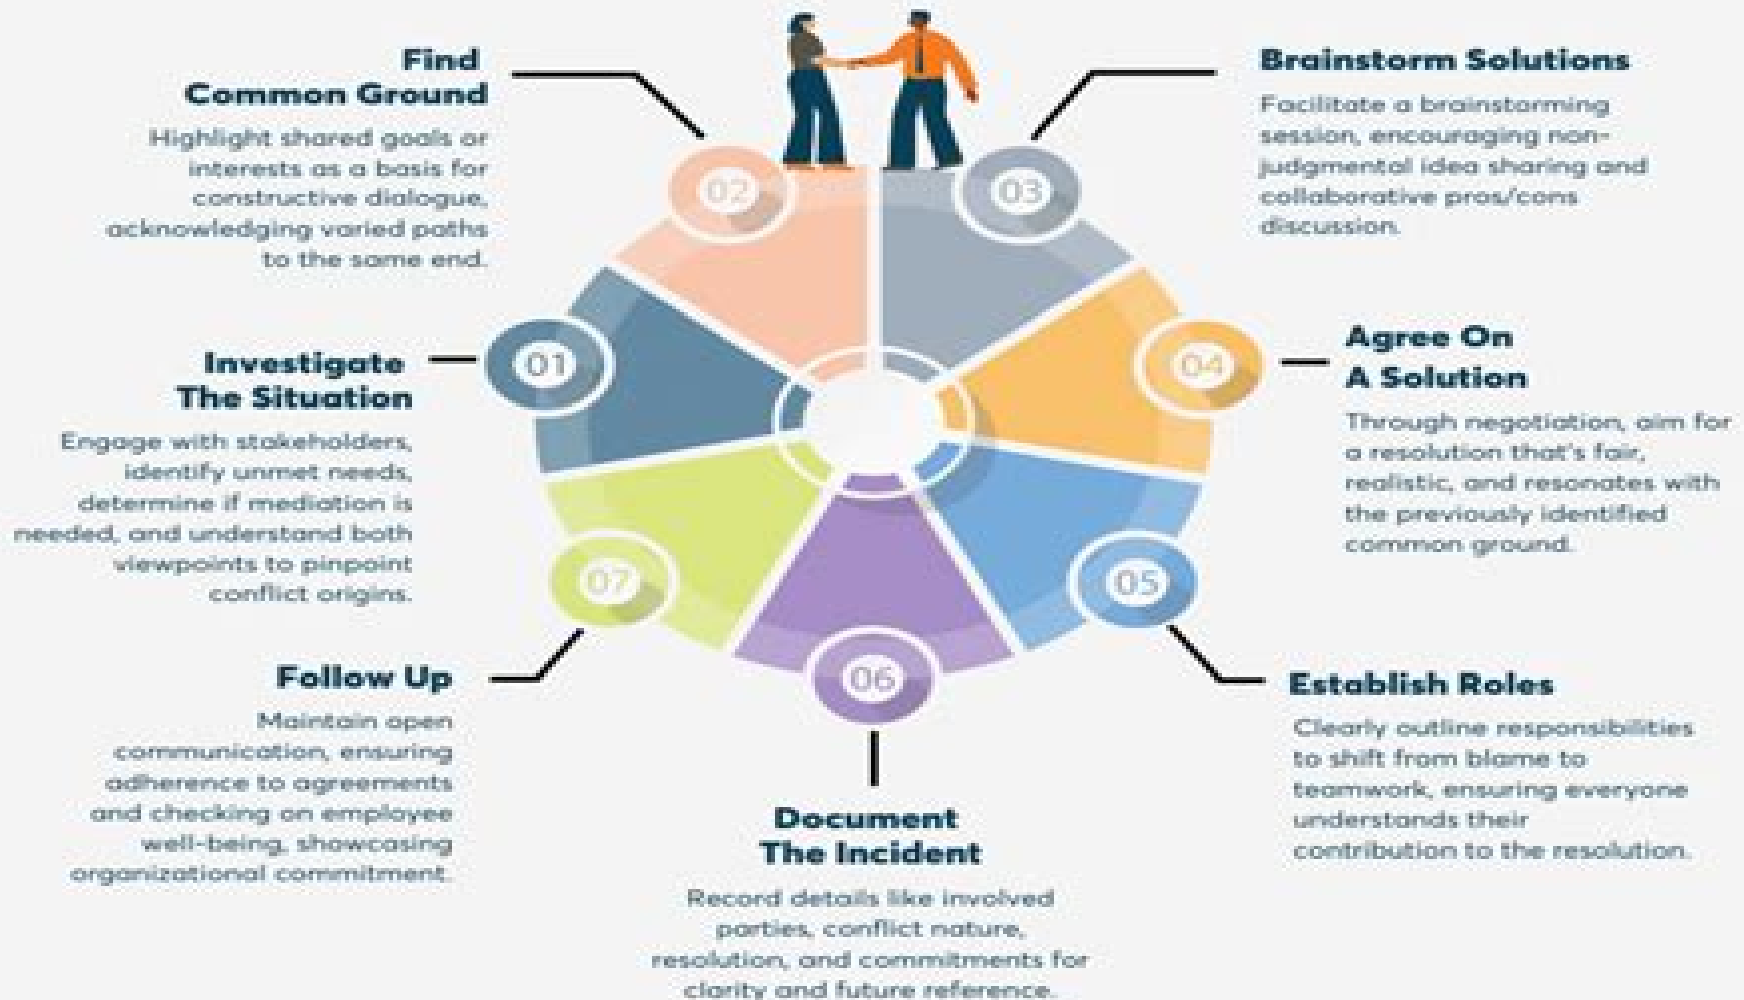 01
Investigate
The Situation
Engage with stakeholders,
identify unmet needs,
determine if mediation is
needed, and understand both
viewpoints to pinpoint
conflict origins.
02
Find
Common Ground
Highlight shared goals or
interests as a basis for
constructive dialogue,
acknowledging varied paths
to the same end.
03
Brainstorm Solutions
Facilitate a brainstorming
session, encouraging non-
judgmental idea sharing and
collaborative pros/cons
discussion.
04
Agree On
A Solution
Through negotiation, aim for
a resolution that's fair,
realistic, and resonates with
the previously identified
common ground.
05
Establish Roles
Clearly outline responsibilities
to shift from blame to
teamwork, ensuring everyone
understands their
contribution to the resolution.
06
Document
The Incident
Record details like involved
parties, conflict nature,
resolution, and commitments for
clarity and future reference.
07
Follow Up
Maintain open
communication, ensuring
adherence to agreements
and checking on employee
well-being, showcasing
organizational commitment.